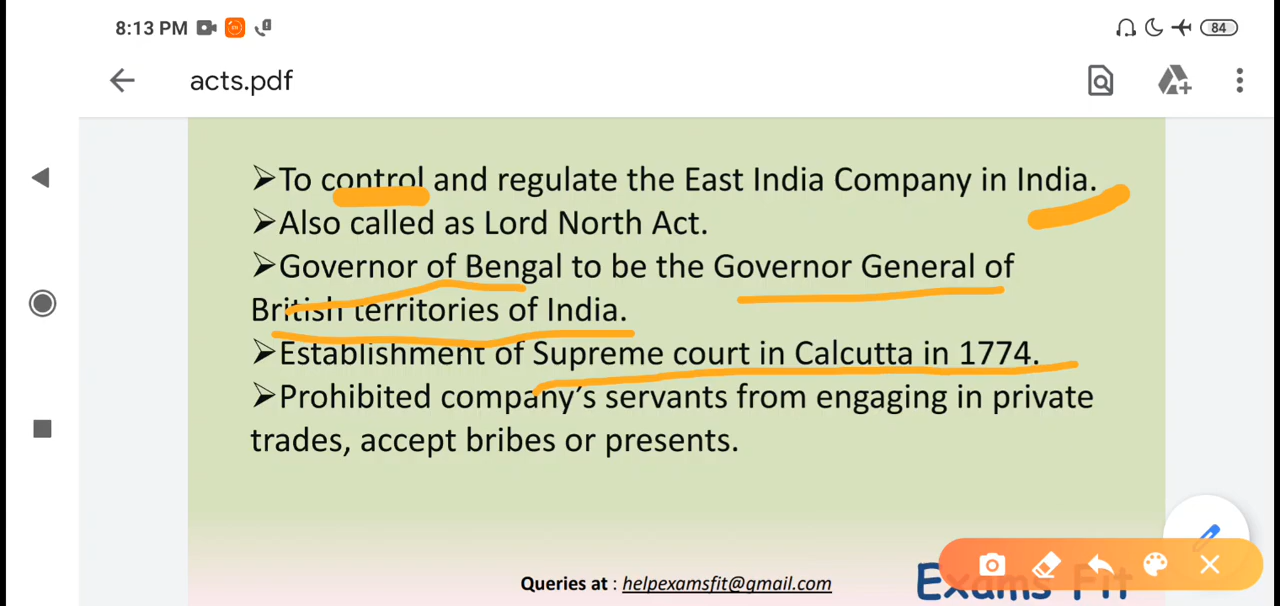 8:13 PM 84
acts.pdf
➢To control and regulate the East India Company in India.
➢Also called as Lord North Act.
➢Governor of Bengal to be the Governor General of
British territories of India.
➢Establishment of Supreme court in Calcutta in 1774.
➢Prohibited company’s servants from engaging in private
trades, accept bribes or presents.
Queries at : helpexamsfit@gmail.com
Exams Fit